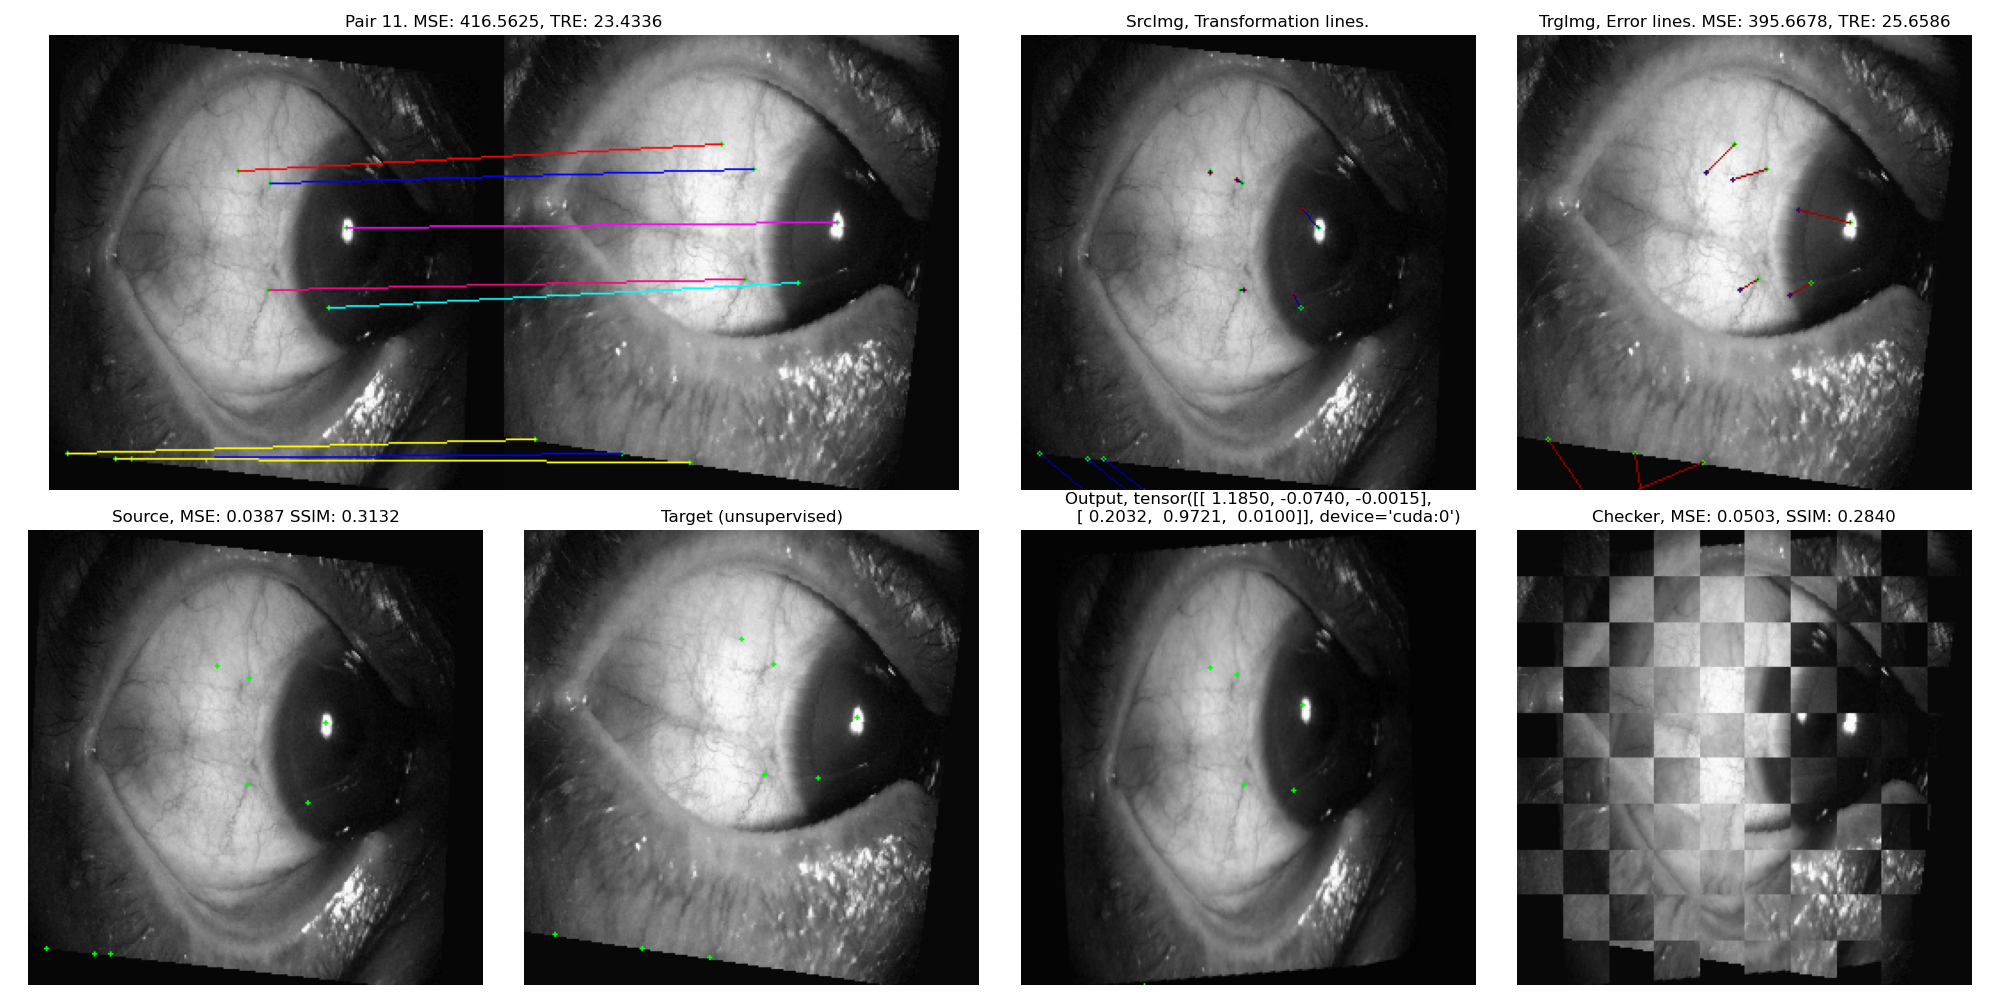 Pair 11. MSE: 416.5625, TRE: 23.4336
SrcImg, Transformation lines.
TrgImg, Error lines. MSE: 395.6678, TRE: 25.6586
Source, MSE: 0.0387 SSIM: 0.3132
Target (unsupervised)
Output, tensor([[ 1.1850, -0.0740, -0.0015],
[ 0.2032,  0.9721,  0.0100]], device='cuda:0')
Checker, MSE: 0.0503, SSIM: 0.2840